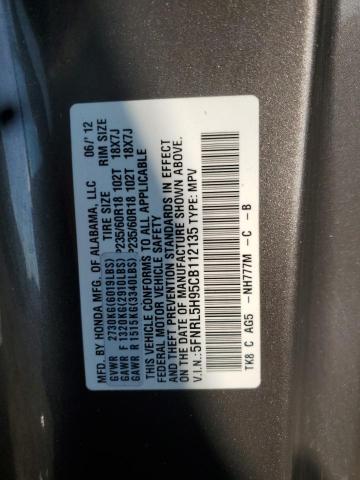 MFD. BY HONDA MFG. OF ALABAMA, LLC 06/'12
TIRE SIZE RIM SIZE
GVWR 2730KG(6019LBS)
GAWR F 1320KG(2910LBS) P235/60R18 102T 18X7J
GAWR R 1515KG(3340LBS) P235/60R18 102T 18X7J
THIS VEHICLE CONFORMS TO ALL APPLICABLE
FEDERAL MOTOR VEHICLE SAFETY
AND THEFT PREVENTION STANDARDS IN EFFECT
ON THE DATE OF MANUFACTURE SHOWN ABOVE.
V.I.N.: 5FNRL5H95CB112135 TYPE: MPV
TK8 C AG5 -NH777M -C -B